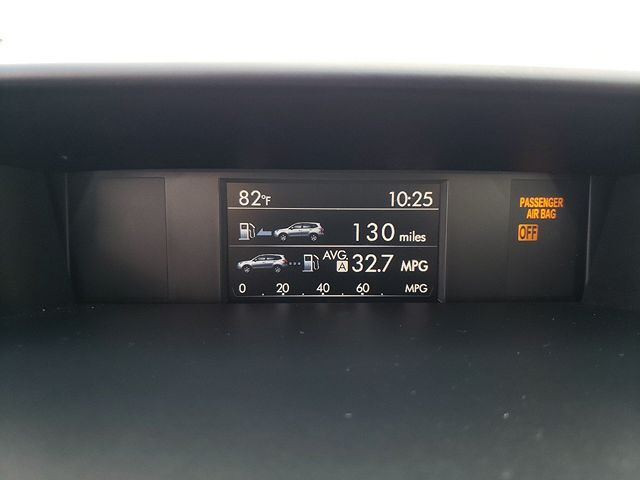 82°F 10:25
130 miles
AVG.
A 32.7 MPG
0 20 40 60 MPG
PASSENGER
AIR BAG
OFF